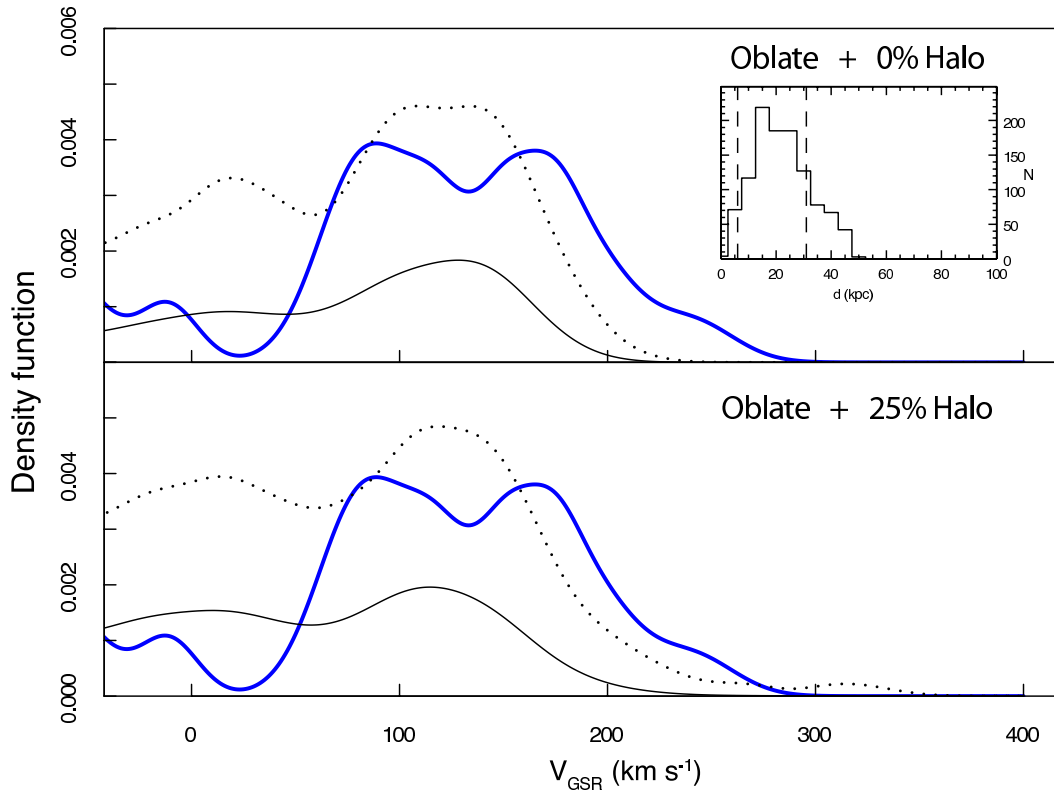 Density function
0.006
0.004
0.002
Oblate + 0% Halo
200
150
100
50
0
N
0 20 40 60 80 100
d (kpc)
Oblate + 25% Halo
0.004
0.002
0.000
0 100 200 300 400
V_GSR (km s⁻¹)